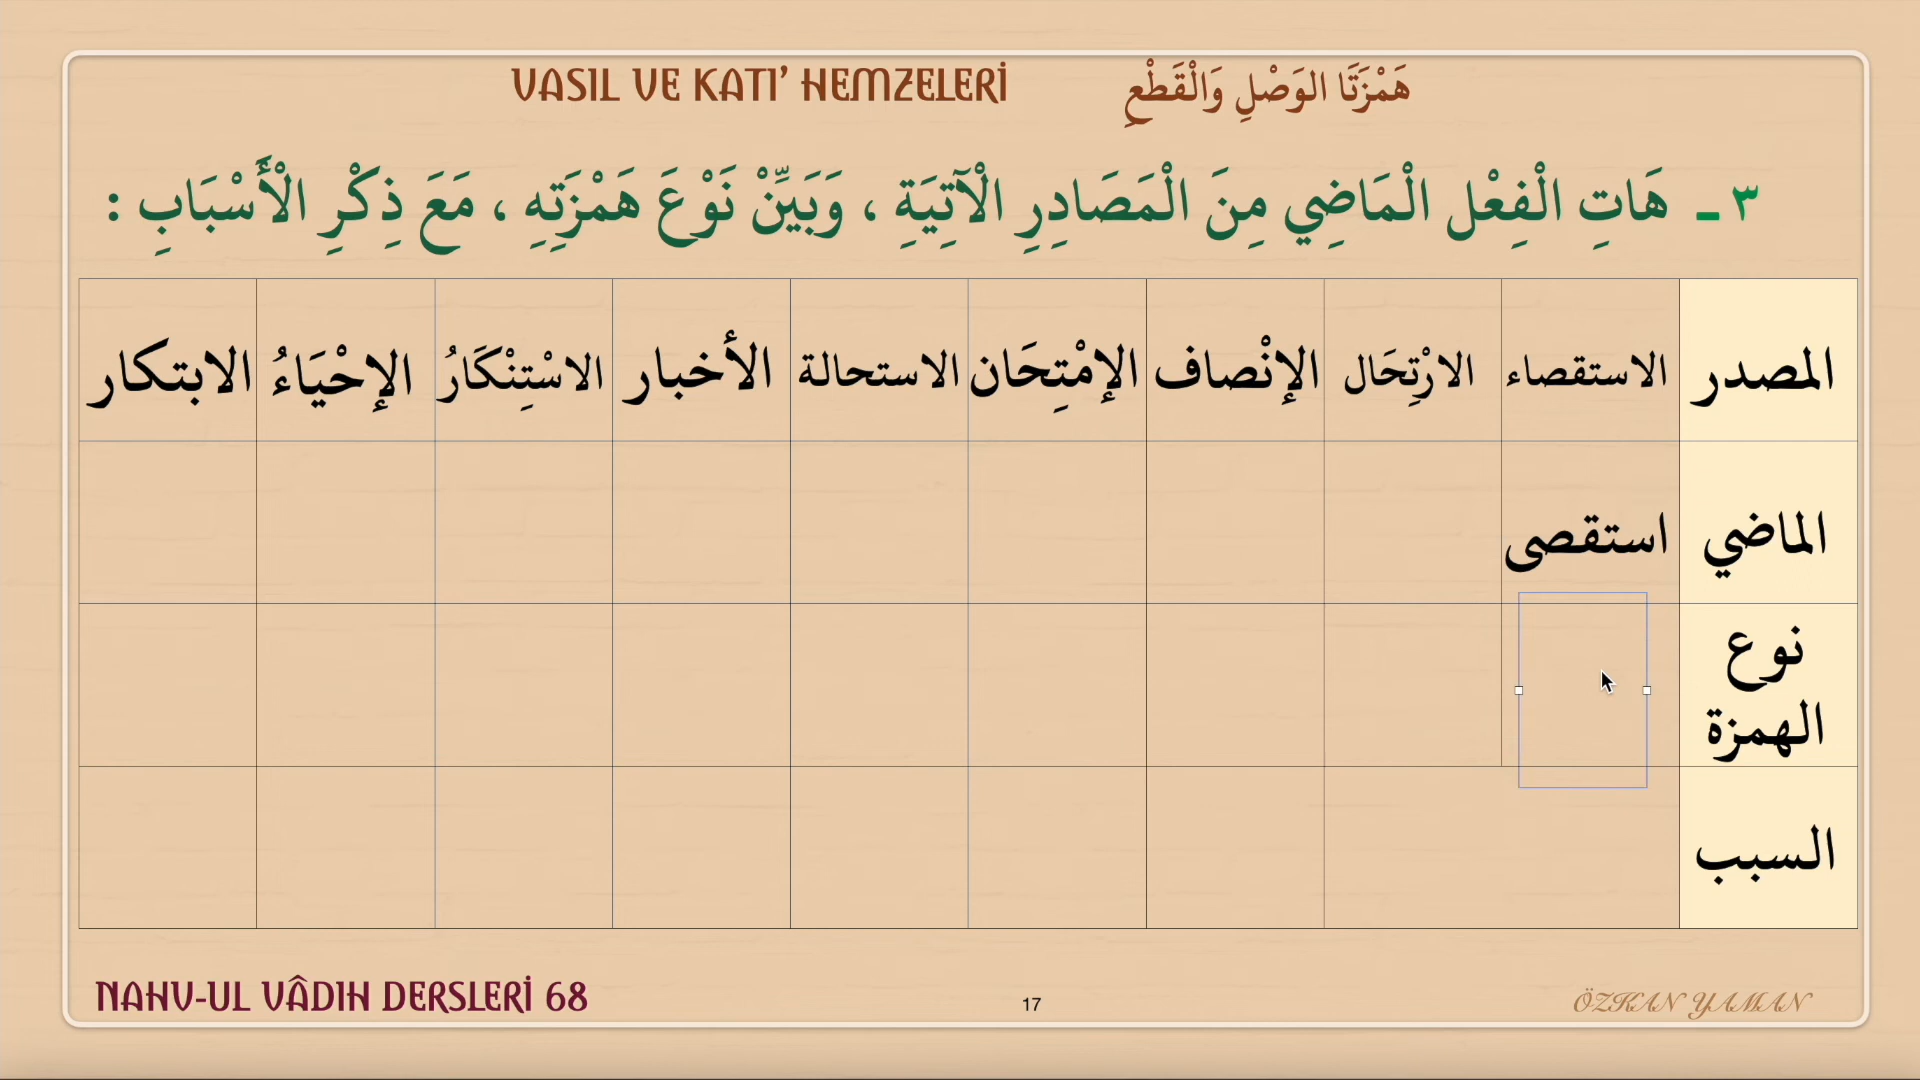 VASIL VE KATI’ HEMZELERİ هَمْزَتَا الوَصْلِ وَالْقَطْعِ
٣ ـ هَاتِ الْفِعْل الْمَاضِي مِنَ الْمَصَادِرِ الْآتِيَةِ ، وَبَيِّنْ نَوْعَ هَمْزَتِهِ ، مَعَ ذِكْرِ الْأَسْبَابِ :
المصدر الاستقصاء الارْتِحَال الإنْصاف الإمْتِحَان الاستحالة الأخبار الاسْتِنْكَارُ الإحْيَاءُ الابتكار
الماضي استقصى
نوع
الهمزة
السبب
NAHV-UL VÂDIH DERSLERİ 68 17 ÖZKAN YAMAN